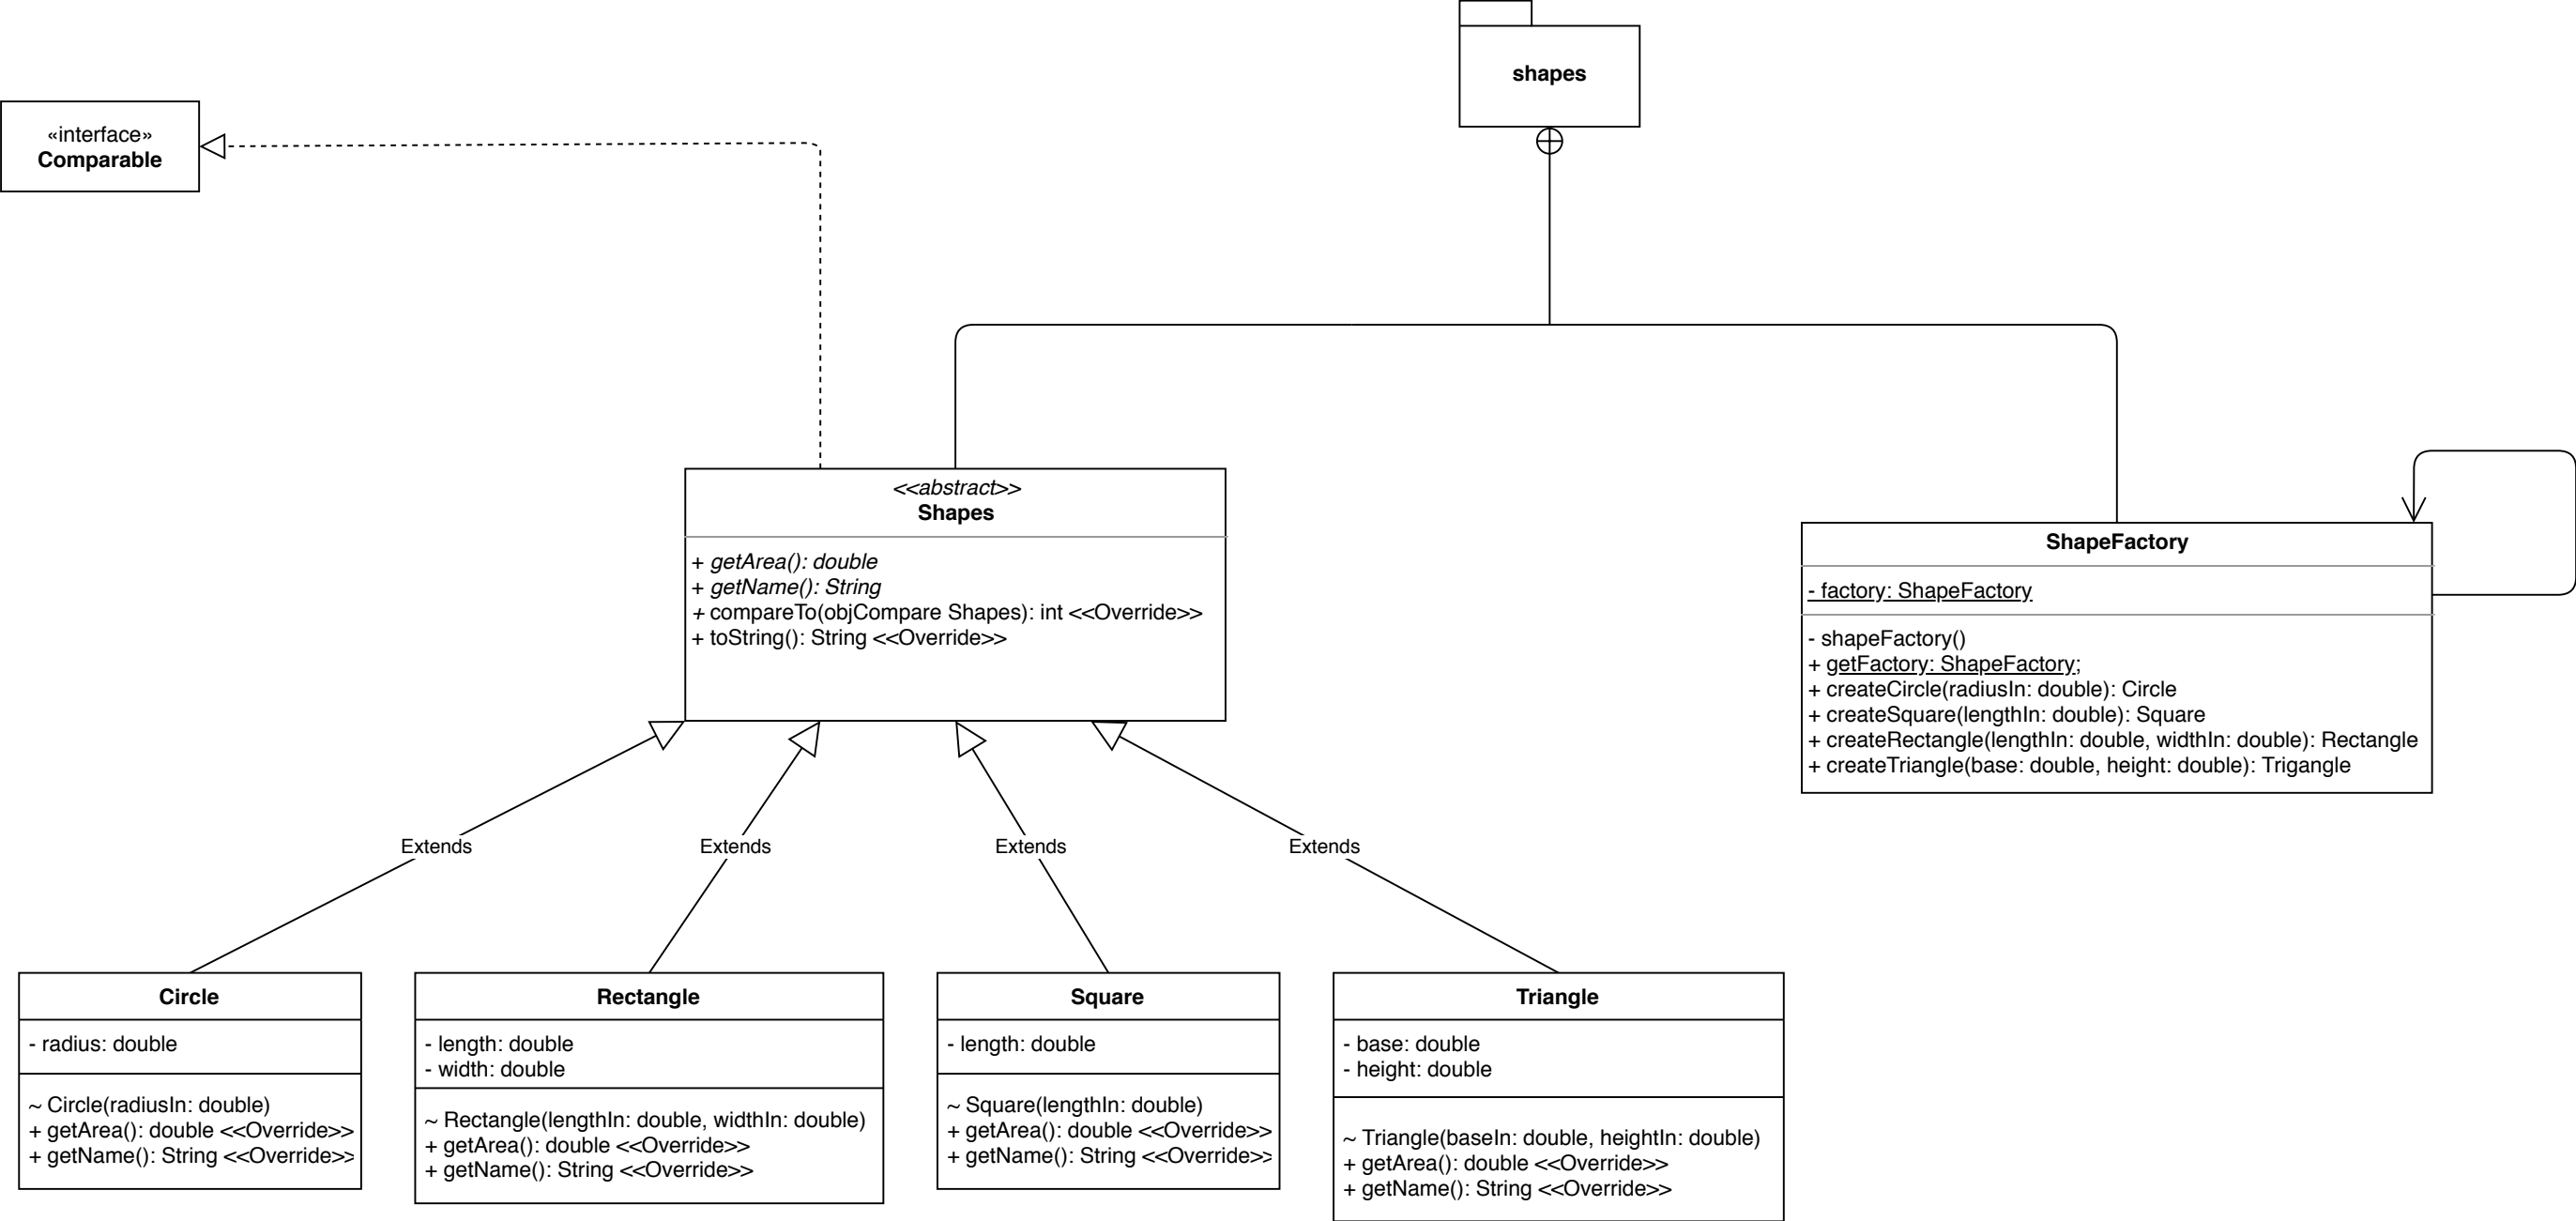 shapes
«interface»
Comparable
<<abstract>>
Shapes
+ getArea(): double
+ getName(): String
+ compareTo(objCompare Shapes): int <<Override>>
+ toString(): String <<Override>>
ShapeFactory
- factory: ShapeFactory
- shapeFactory()
+ getFactory: ShapeFactory;
+ createCircle(radiusIn: double): Circle
+ createSquare(lengthIn: double): Square
+ createRectangle(lengthIn: double, widthIn: double): Rectangle
+ createTriangle(base: double, height: double): Trigangle
Extends
Extends
Extends
Extends
Circle
- radius: double
~ Circle(radiusIn: double)
+ getArea(): double <<Override>>
+ getName(): String <<Override>>
Rectangle
- length: double
- width: double
~ Rectangle(lengthIn: double, widthIn: double)
+ getArea(): double <<Override>>
+ getName(): String <<Override>>
Square
- length: double
~ Square(lengthIn: double)
+ getArea(): double <<Override>>
+ getName(): String <<Override>>
Triangle
- base: double
- height: double
~ Triangle(baseIn: double, heightIn: double)
+ getArea(): double <<Override>>
+ getName(): String <<Override>>